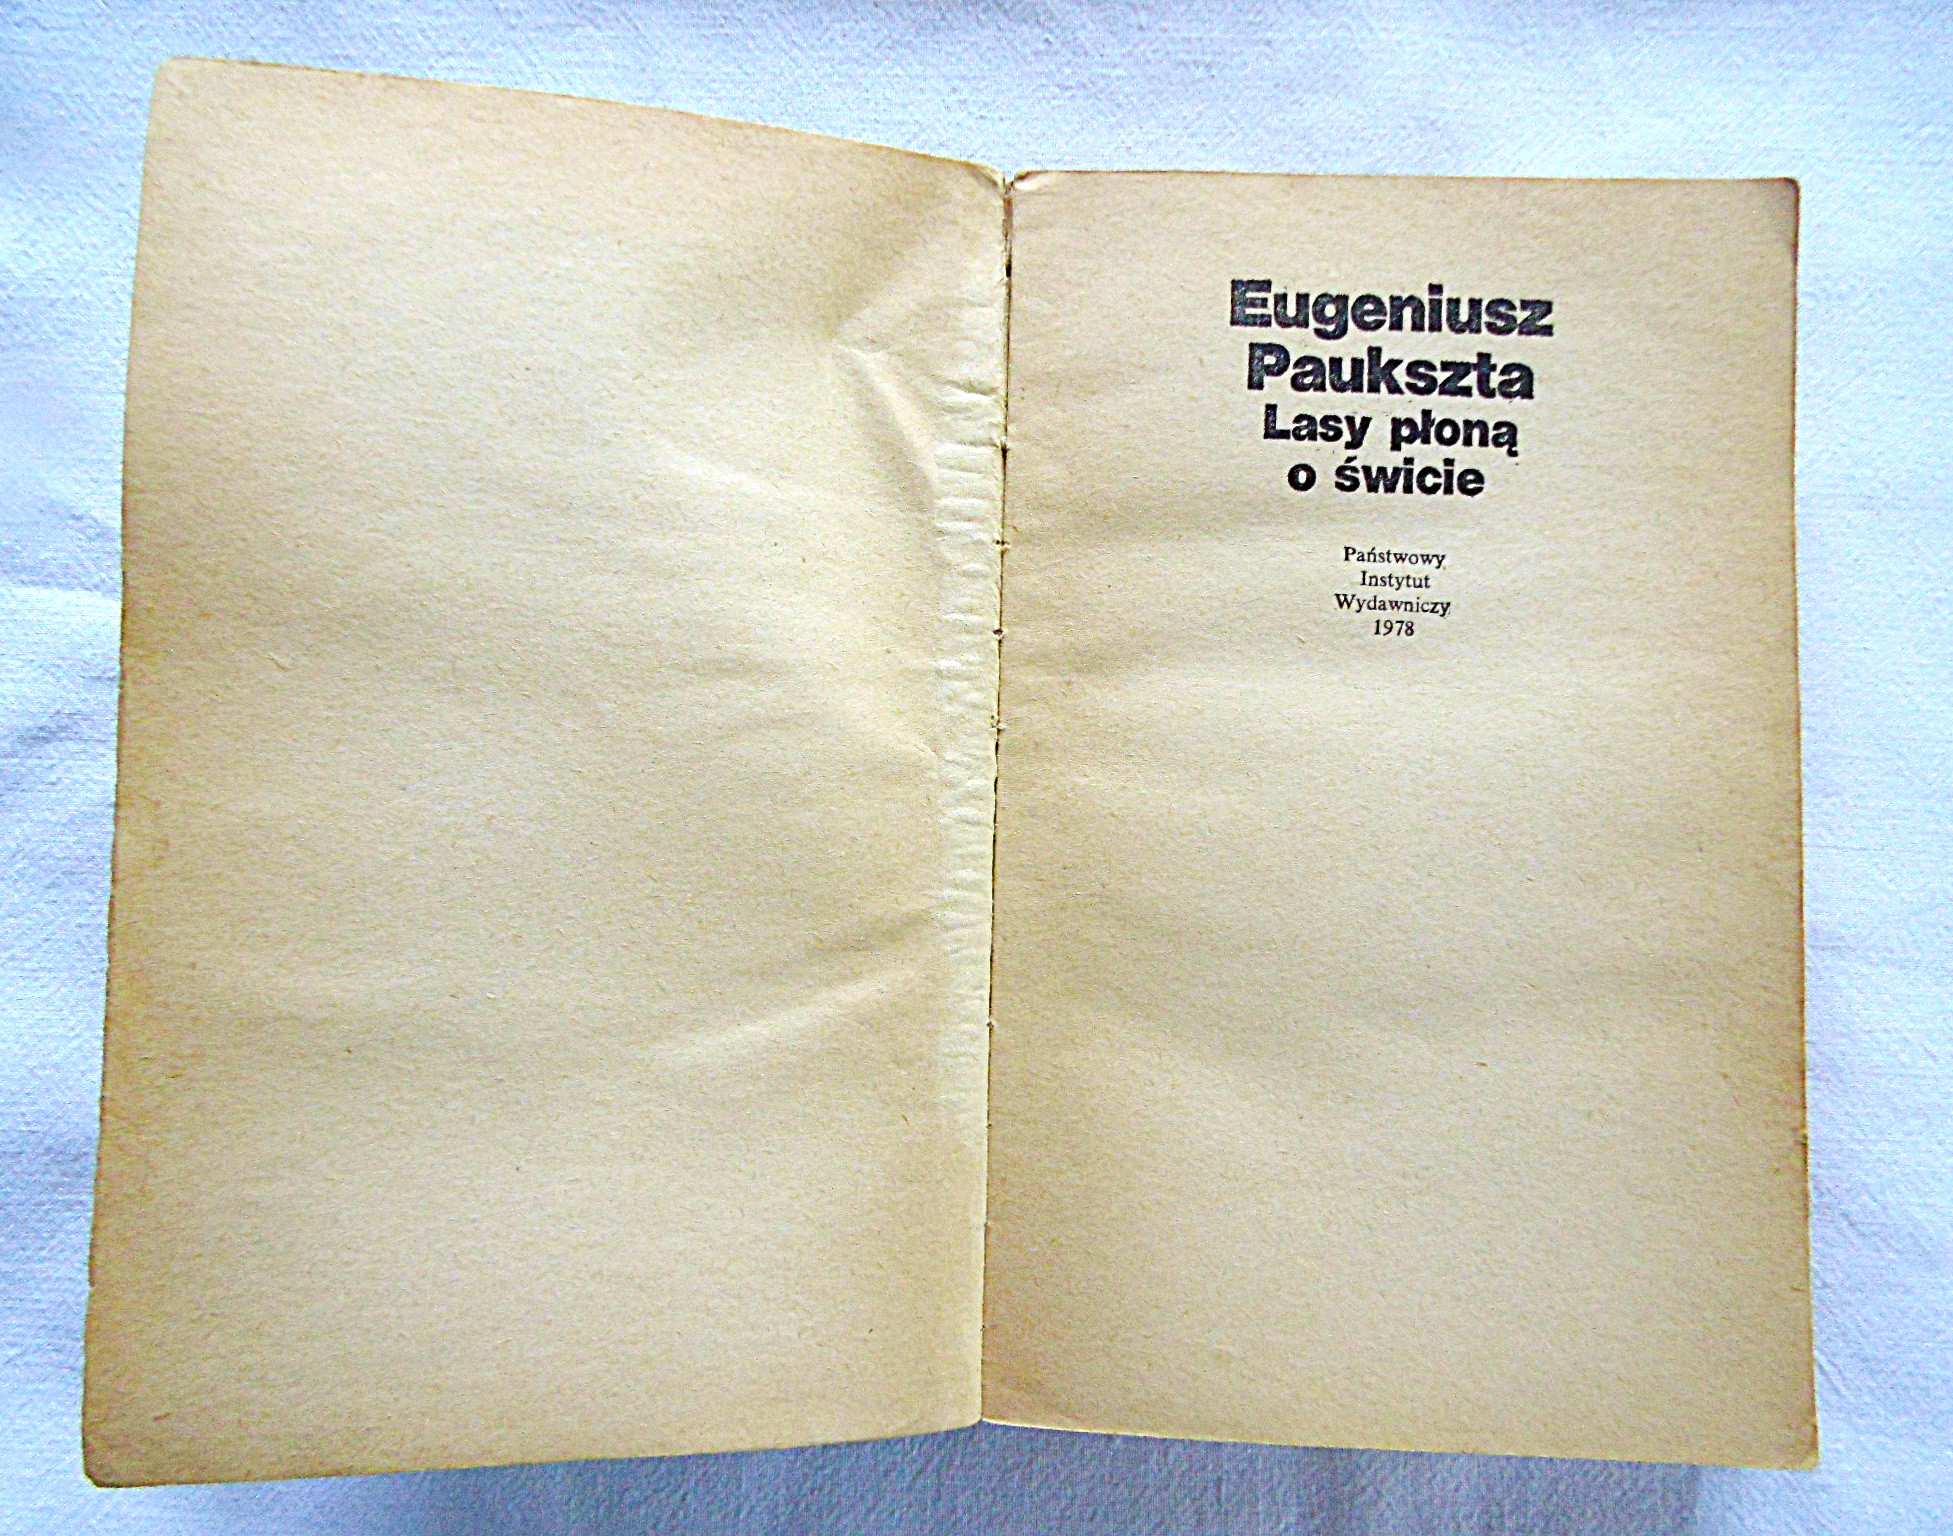 Eugeniusz
Paukszta
Lasy płoną
o świcie
Państwowy
Instytut
Wydawniczy
1978